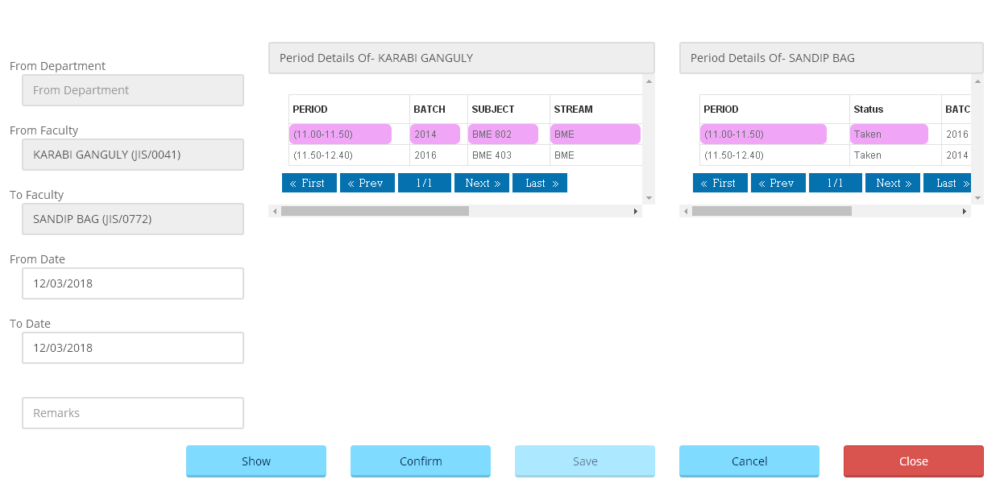 From Department
From Department
From Faculty
KARABI GANGULY (JIS/0041)
To Faculty
SANDIP BAG (JIS/0772)
From Date
12/03/2018
To Date
12/03/2018
Remarks
Period Details Of- KARABI GANGULY
PERIOD BATCH SUBJECT STREAM
(11.00-11.50) 2014 BME 802 BME
(11.50-12.40) 2016 BME 403 BME
« First « Prev 1/1 Next » Last »
Period Details Of- SANDIP BAG
PERIOD Status BATC
(11.00-11.50) Taken 2016
(11.50-12.40) Taken 2014
« First « Prev 1/1 Next » Last »
Show Confirm Save Cancel Close